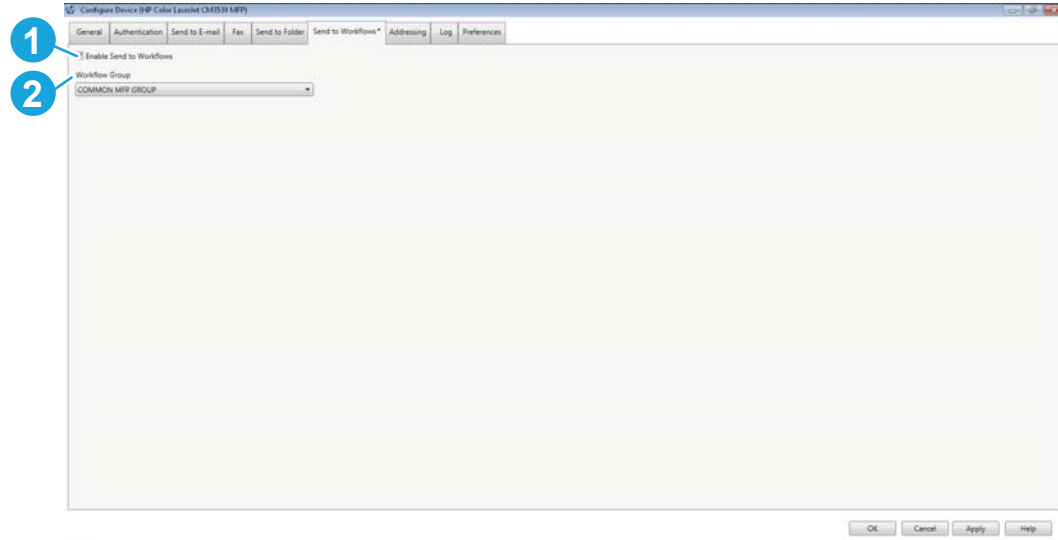 Configure Device (HP Color LaserJet CM3530 MFP)
General Authentication Send to E-mail Fax Send to Folder Send to Workflows* Addressing Log Preferences
1
Enable Send to Workflows
Workflow Group
2
COMMON MFP GROUP
OK Cancel Apply Help